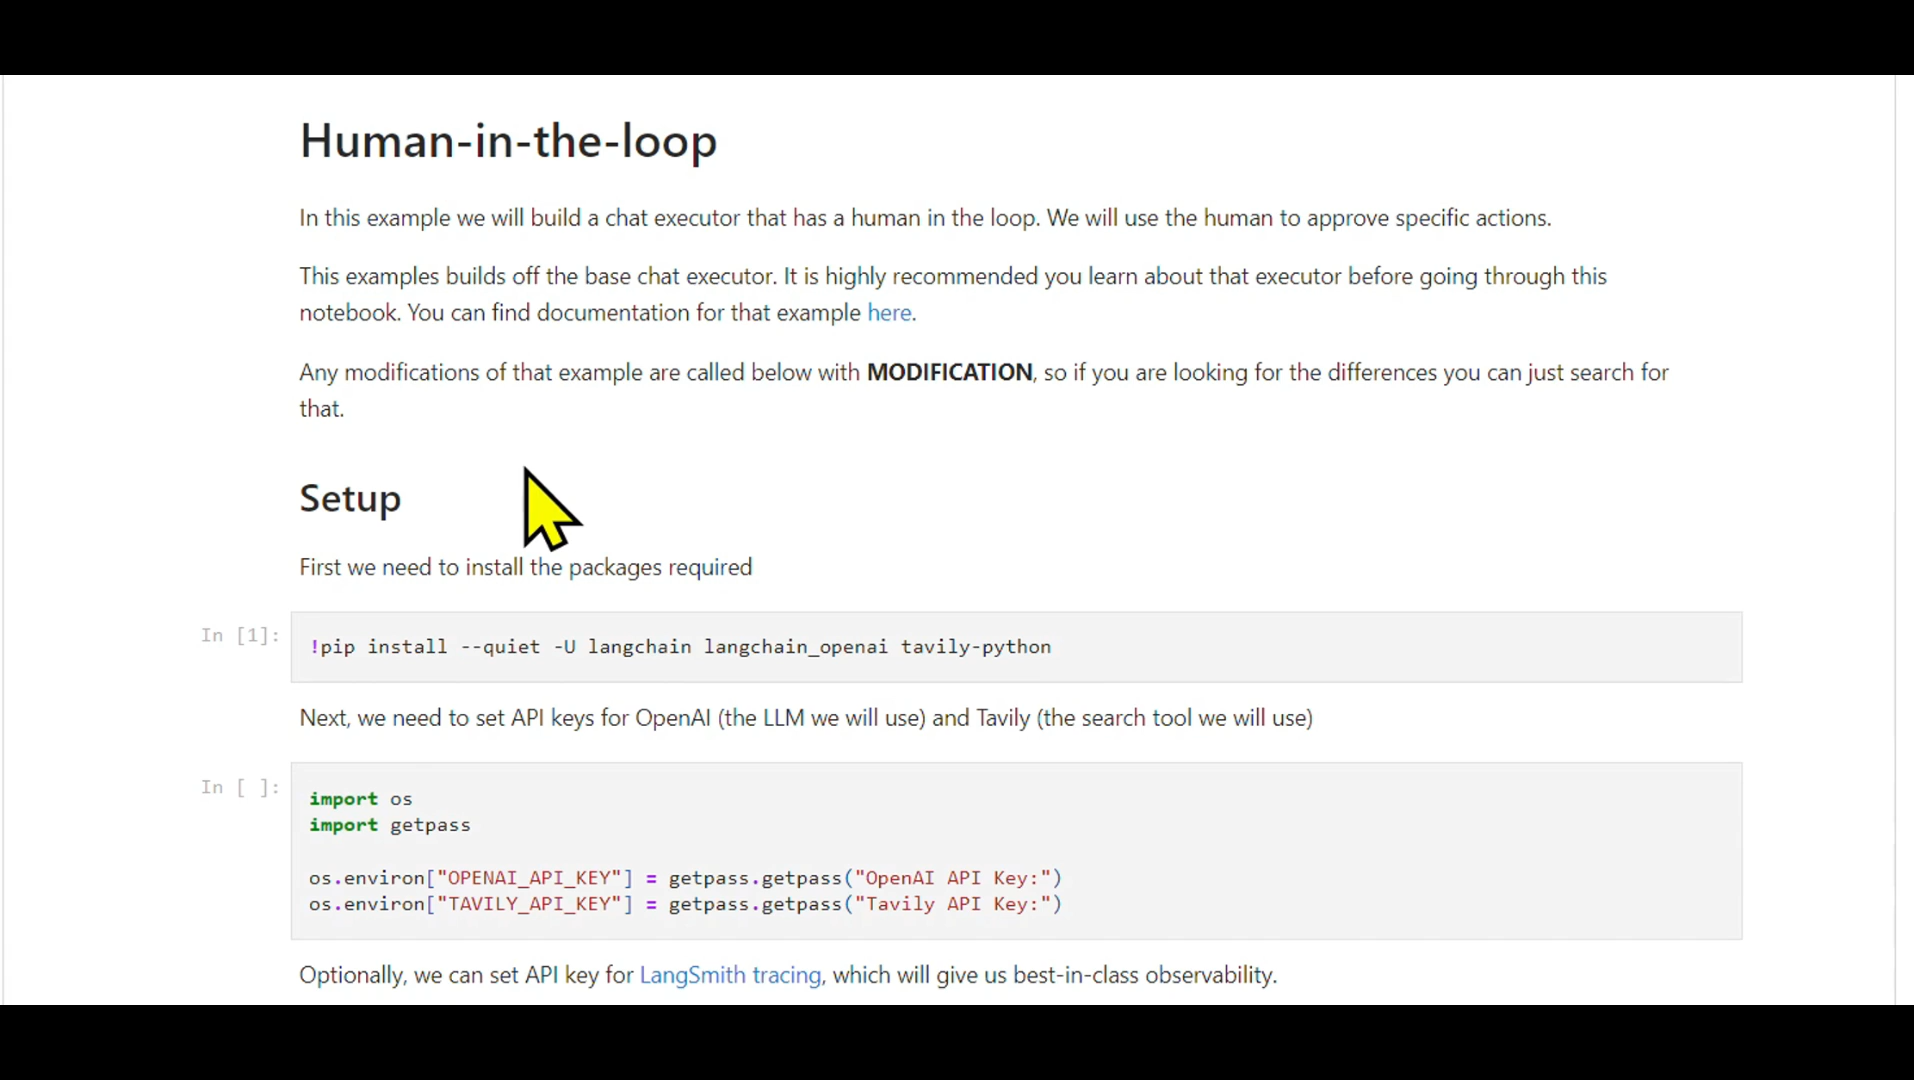 Human-in-the-loop
In this example we will build a chat executor that has a human in the loop. We will use the human to approve specific actions.
This examples builds off the base chat executor. It is highly recommended you learn about that executor before going through this
notebook. You can find documentation for that example here.
Any modifications of that example are called below with MODIFICATION, so if you are looking for the differences you can just search for
that.
Setup
First we need to install the packages required
In [1]:
!pip install --quiet -U langchain langchain_openai tavily-python
Next, we need to set API keys for OpenAI (the LLM we will use) and Tavily (the search tool we will use)
In [ ]:
import os
import getpass
os.environ["OPENAI_API_KEY"] = getpass.getpass("OpenAI API Key:")
os.environ["TAVILY_API_KEY"] = getpass.getpass("Tavily API Key:")
Optionally, we can set API key for LangSmith tracing, which will give us best-in-class observability.